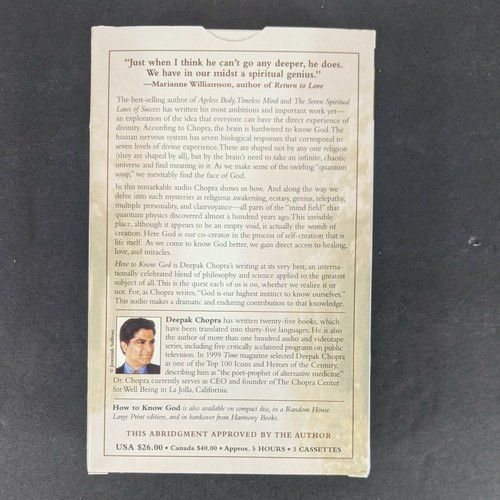 “Just when I think he can’t go any deeper, he does.
We have in our midst a spiritual genius.”
—Marianne Williamson, author of Return to Love
The best-selling author of Ageless Body, Timeless Mind and The Seven Spiritual
Laws of Success has written his most ambitious and important work yet—
an exploration of the idea that everyone can have the direct experience of
divinity. According to Chopra, the brain is hardwired to know God. The
human nervous system has seven biological responses that correspond to
seven levels of divine experience. These are shaped not by any one religion
(they are shaped by all), but by the brain’s need to take an infinite, chaotic
universe and find meaning in it. As we make sense of the swirling “quantum
soup,” we inevitably find the face of God.
In this remarkable audio Chopra shows us how. And along the way we
delve into such mysteries as religious awakening, ecstasy, genius, telepathy,
multiple personality, and clairvoyance—all parts of the “mind field” that
quantum physics discovered almost a hundred years ago. This invisible
place, although it appears to be an empty void, is actually the womb of
creation. Here God is our co-creator in the process of self-creation that is
life itself. As we come to know God better, we gain direct access to healing,
love, and miracles.
How to Know God is Deepak Chopra’s writing at its very best, an interna-
tionally celebrated blend of philosophy and science applied to the greatest
subject of all. This is the quest each of us is on, whether we realize it or
not. For, as Chopra writes, “God is our highest instinct to know ourselves.”
This audio makes a dramatic and enduring contribution to that knowledge.
Deepak Chopra has written twenty-five books, which
have been translated into thirty-five languages. He is also
the author of more than one hundred audio and videotape
series, including five critically acclaimed programs on public
television. In 1999 Time magazine selected Deepak Chopra
as one of the Top 100 Icons and Heroes of the Century,
describing him as “the poet-prophet of alternative medicine.”
Dr. Chopra currently serves as CEO and founder of The Chopra Center
for Well Being in La Jolla, California.
How to Know God is also available on compact disc, in a Random House
Large Print edition, and in hardcover from Harmony Books.
THIS ABRIDGMENT APPROVED BY THE AUTHOR
USA $26.00 • Canada $40.00 • Approx. 5 HOURS • 3 CASSETTES